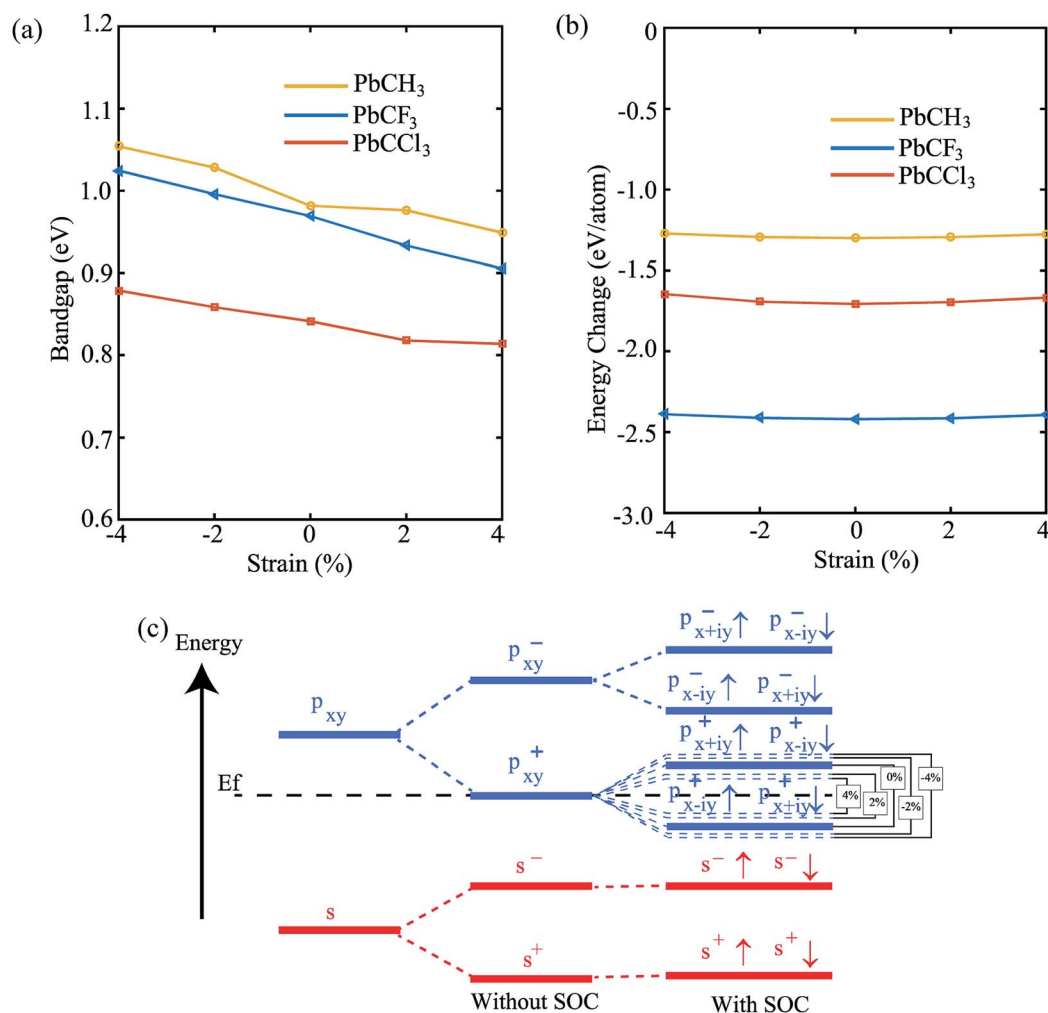 (a)
1.2
1.1
1.0
0.9
0.8
0.7
0.6
Bandgap (eV)
PbCH3
PbCF3
PbCCl3
-4 -2 0 2 4
Strain (%)
(b)
-0
-0.5
-1.0
-1.5
-2.0
-2.5
-3.0
Energy Change (eV/atom)
PbCH3
PbCF3
PbCCl3
-4 -2 0 2 4
Strain (%)
(c)
Energy
Ef
p xy
p − xy
p + xy
p − x+iy ↑ p − x-iy ↓
p − x-iy ↑ p − x+iy ↓
p + x+iy ↑ p + x-iy ↓
p + x-iy ↑ p + x+iy ↓
4% 2% 0% -2% -4%
s
s −
s +
s − ↑ s − ↓
s + ↑ s + ↓
Without SOC With SOC